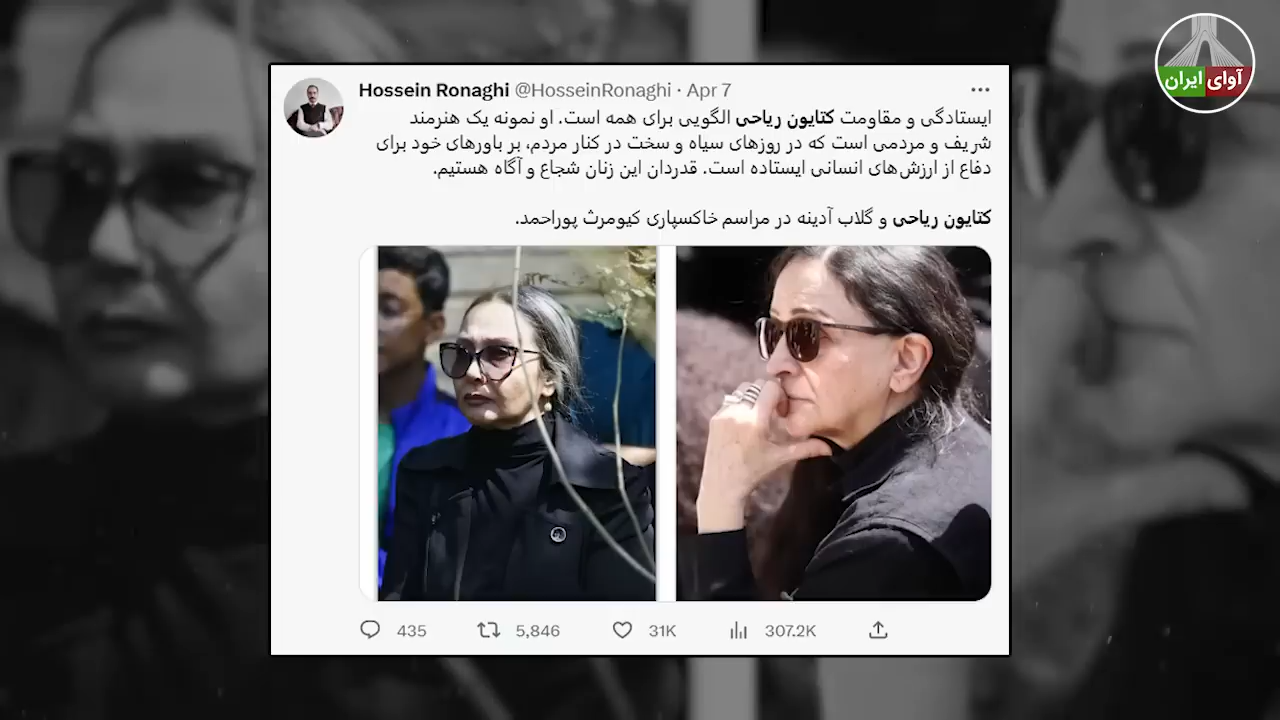 آوای ایران
Hossein Ronaghi @HosseinRonaghi · Apr 7
ایستادگی و مقاومت کتایون ریاحی الگویی برای همه است. او نمونه یک هنرمند
شریف و مردمی است که در روزهای سیاه و سخت در کنار مردم، بر باورهای خود برای
دفاع از ارزش‌های انسانی ایستاده است. قدردان این زنان شجاع و آگاه هستیم.
کتایون ریاحی و گلاب آدینه در مراسم خاکسپاری کیومرث پوراحمد.
435 5,846 31K 307.2K